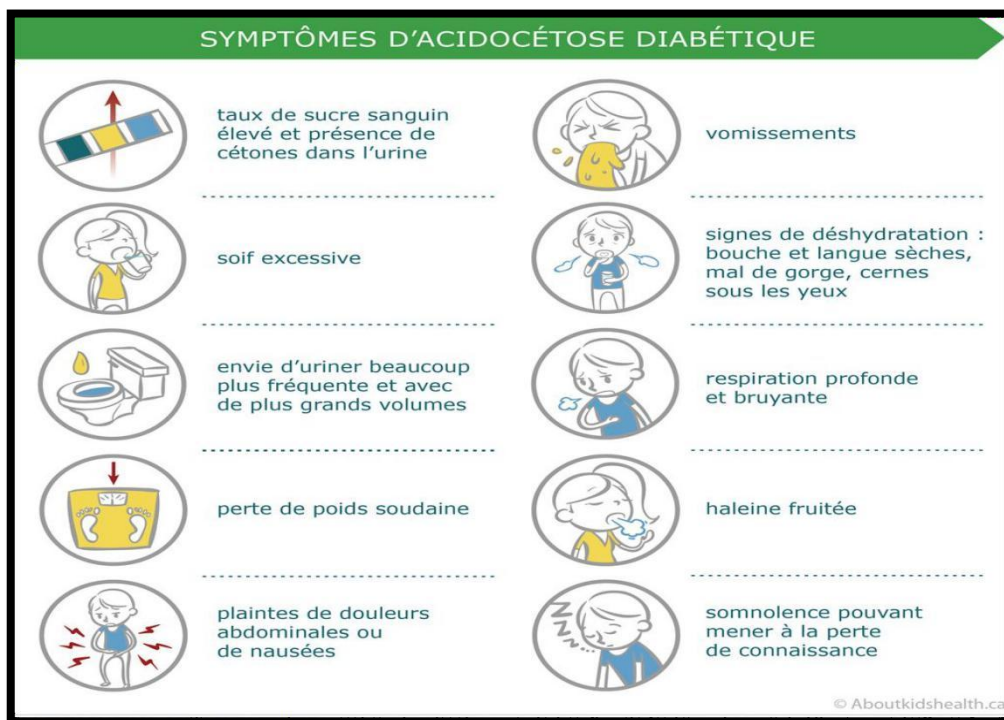 SYMPTÔMES D'ACIDOCÉTOSE DIABÉTIQUE
taux de sucre sanguin
élevé et présence de
cétones dans l'urine
soif excessive
envie d'uriner beaucoup
plus fréquente et avec
de plus grands volumes
perte de poids soudaine
plaintes de douleurs
abdominales ou
de nausées
vomissements
signes de déshydratation :
bouche et langue sèches,
mal de gorge, cernes
sous les yeux
respiration profonde
et bruyante
haleine fruitée
somnolence pouvant
mener à la perte
de connaissance
© Aboutkidshealth.ca